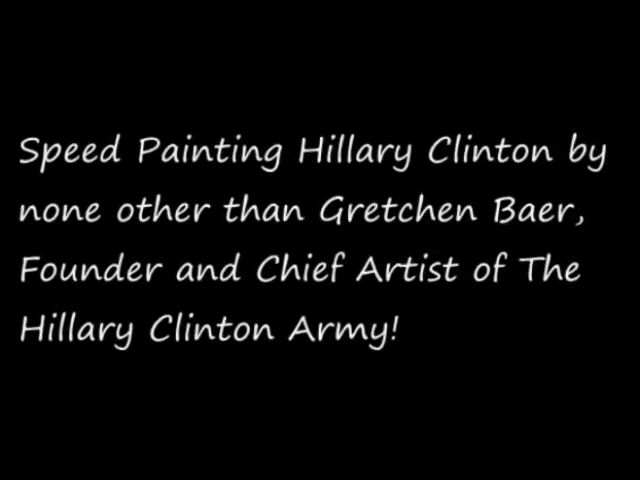 Speed Painting Hillary Clinton by
none other than Gretchen Baer,
Founder and Chief Artist of The
Hillary Clinton Army!